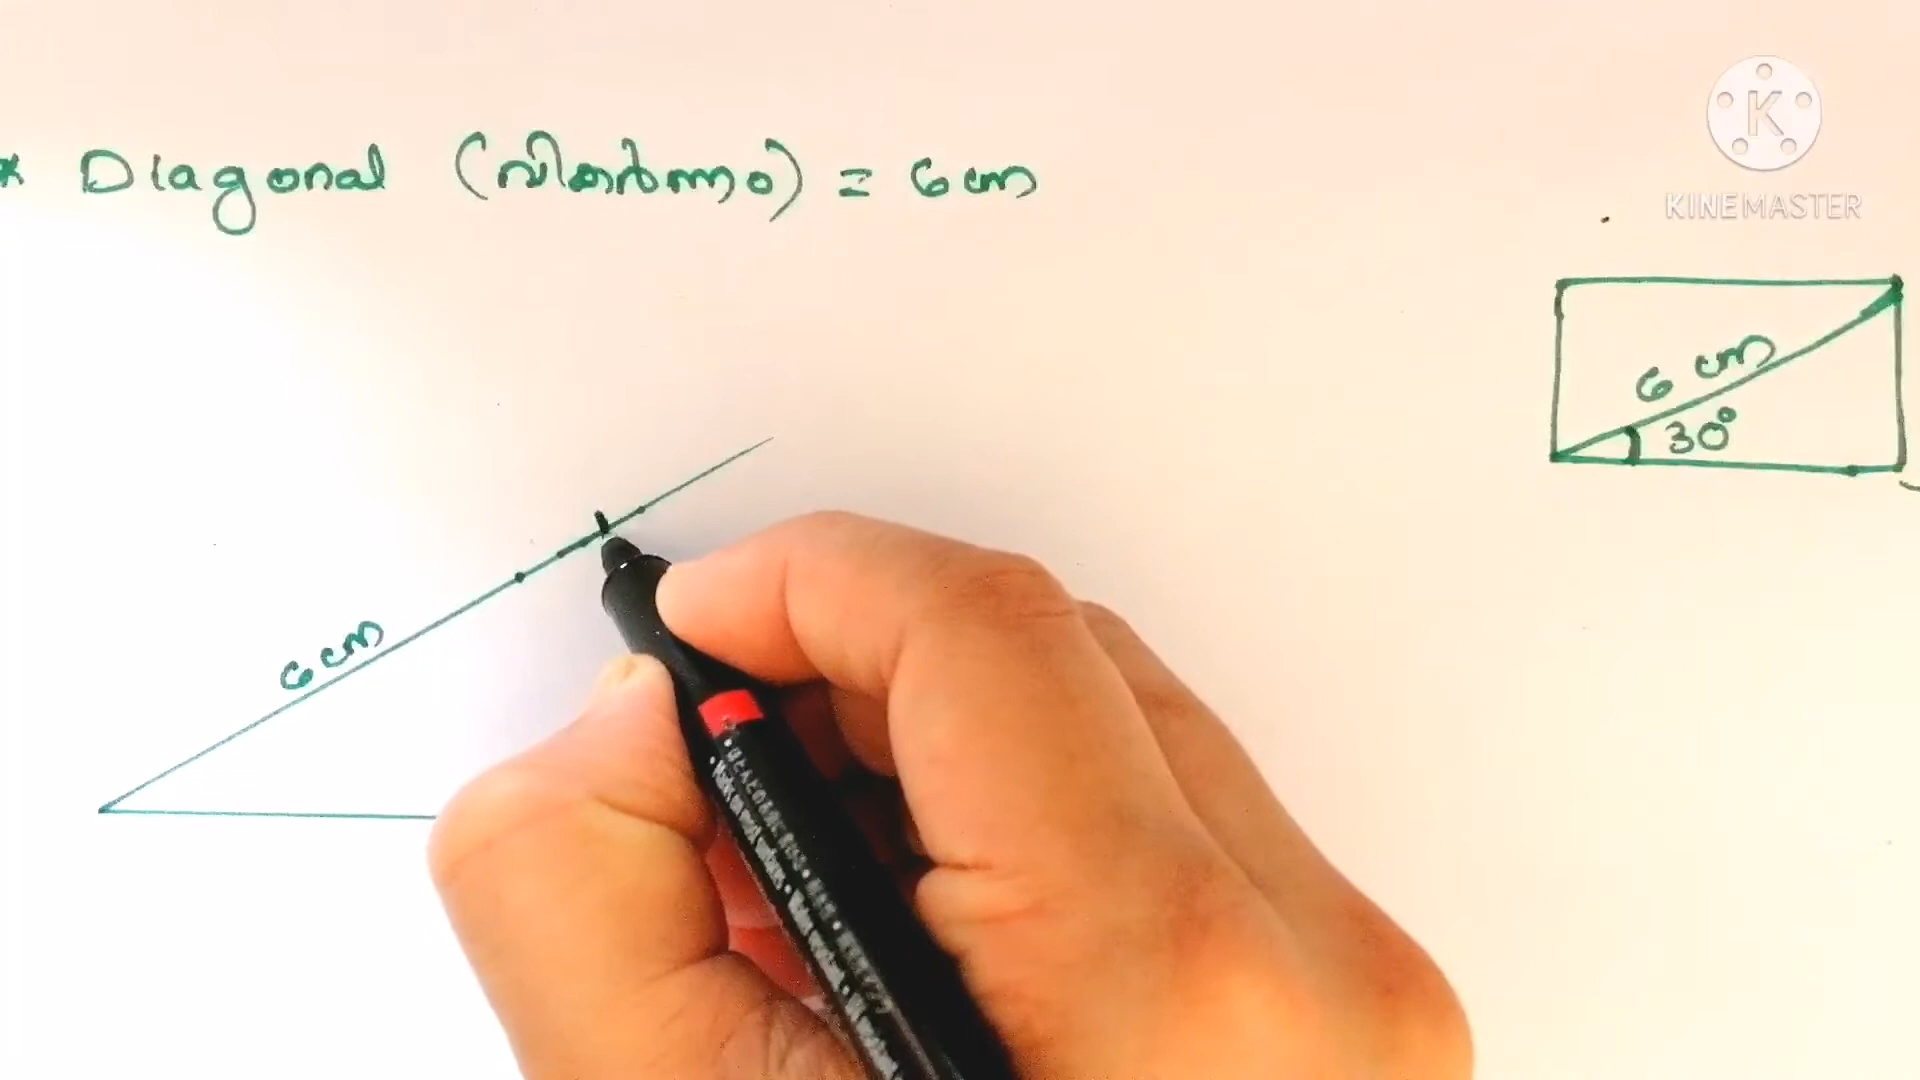 * Diagonal (വികർണം) = 6 cm
K
KINEMASTER
6 cm
30°
6 cm